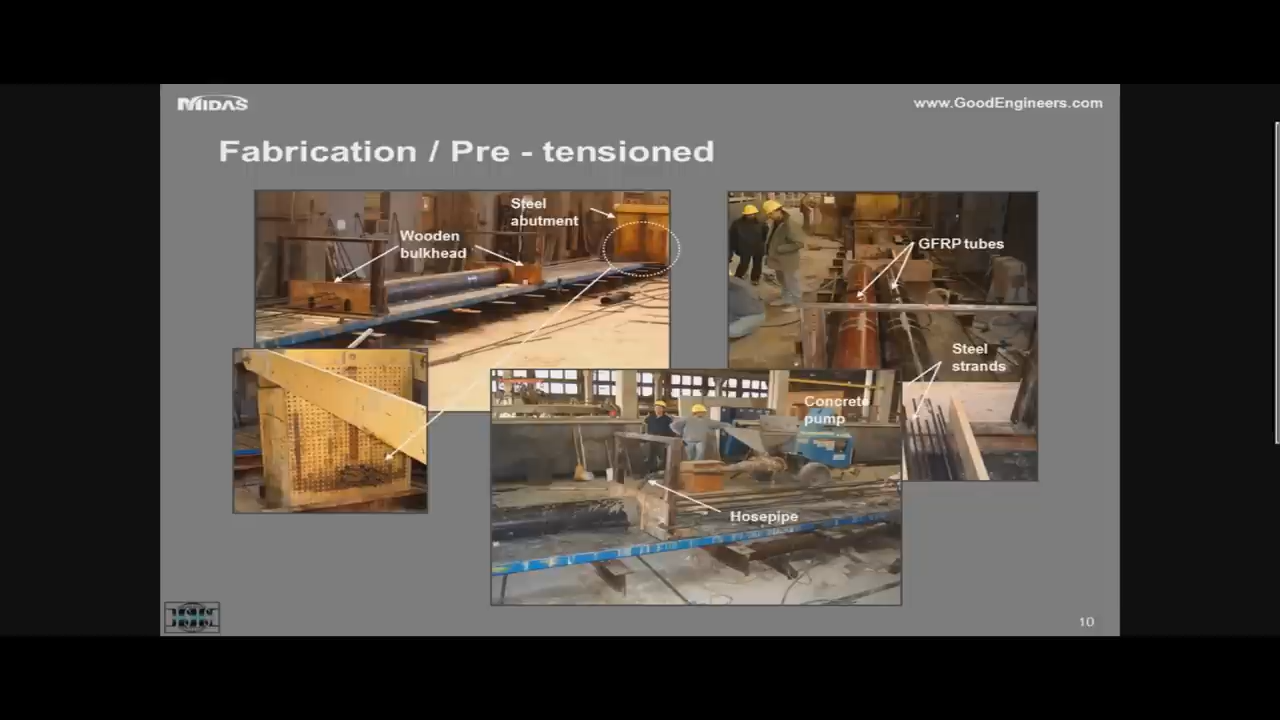 MIDAS
www.GoodEngineers.com
Fabrication / Pre - tensioned
Steel
abutment
Wooden
bulkhead
GFRP tubes
Steel
strands
Concrete
pump
Hosepipe
10